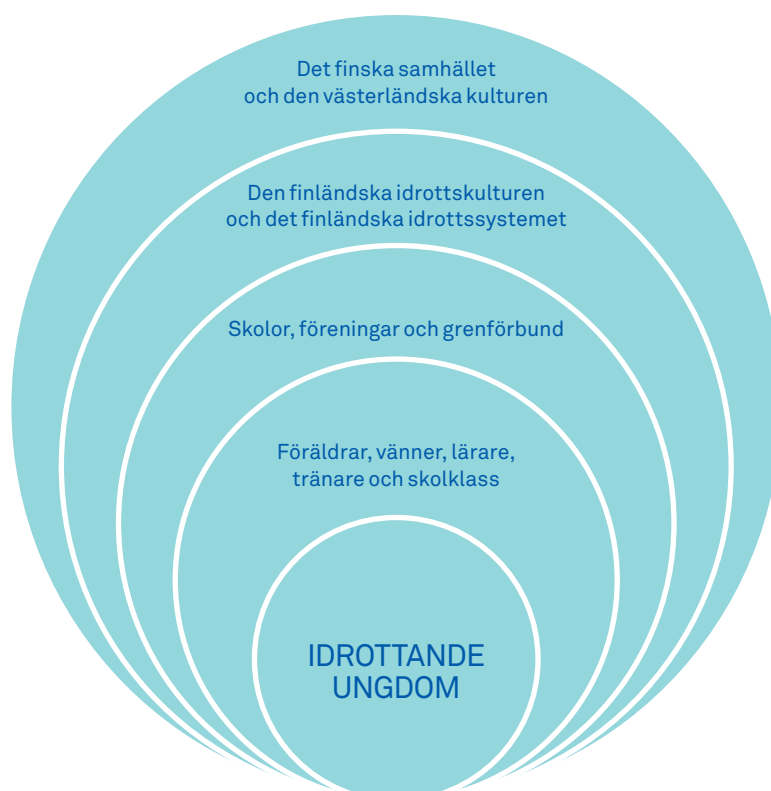 Det finska samhället
och den västerländska kulturen
Den finländska idrottskulturen
och det finländska idrottssystemet
Skolor, föreningar och grenförbund
Föräldrar, vänner, lärare,
tränare och skolklass
IDROTTANDE
UNGDOM